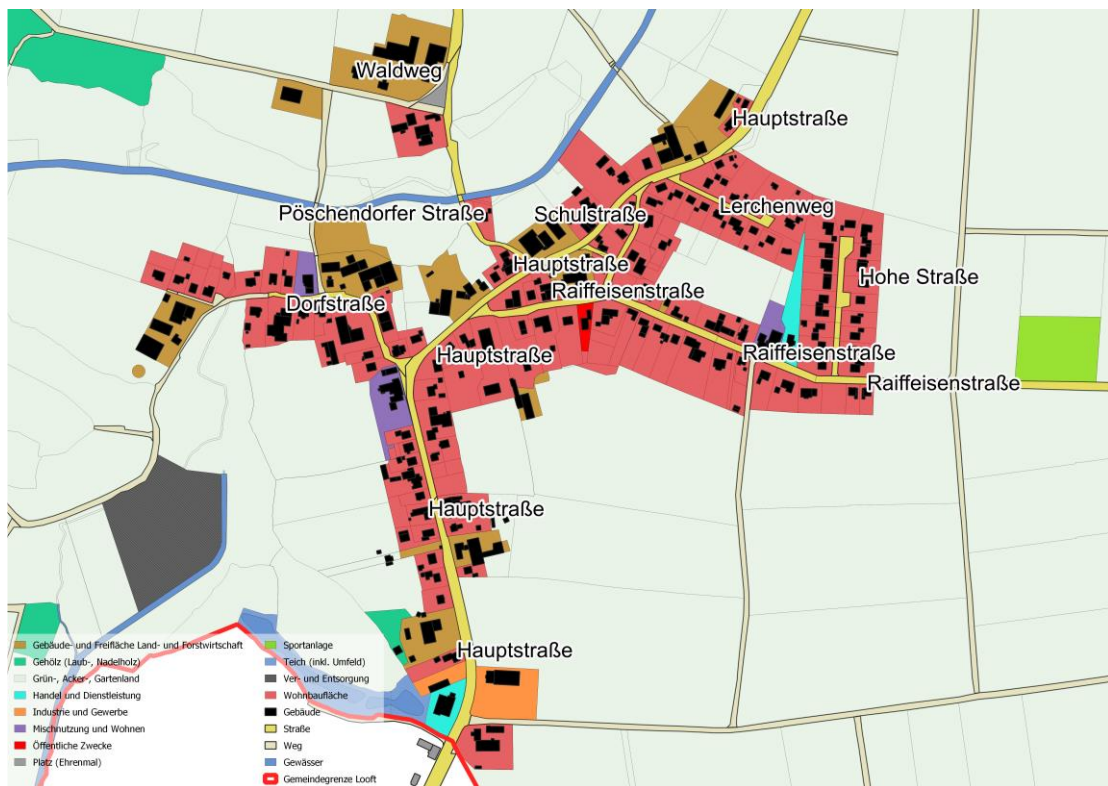 Waldweg
Hauptstraße
Lerchenweg
Pöschendorfer Straße
Schulstraße
Hauptstraße
Hohe Straße
Raiffeisenstraße
Dorfstraße
Hauptstraße
Raiffeisenstraße
Raiffeisenstraße
Hauptstraße
Hauptstraße
Gebäude- und Freifläche Land- und Forstwirtschaft
Gehölz (Laub-, Nadelholz)
Grün-, Acker-, Gartenland
Handel und Dienstleistung
Industrie und Gewerbe
Mischnutzung und Wohnen
Öffentliche Zwecke
Platz (Ehrenmal)
Sportanlage
Teich (inkl. Umfeld)
Ver- und Entsorgung
Wohnbaufläche
Gebäude
Straße
Weg
Gewässer
Gemeindegrenze Looft